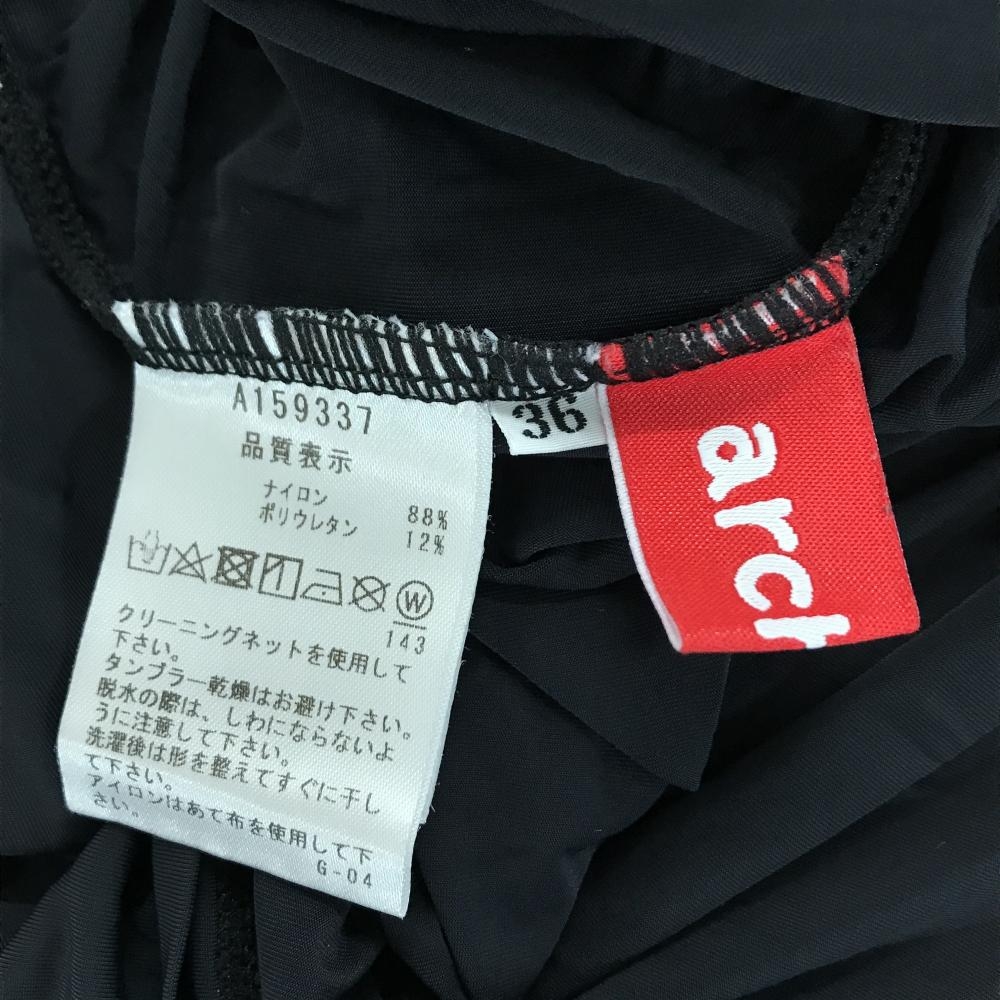 A159337
品質表示
ナイロン 88%
ポリウレタン 12%
W
143
クリーニングネットを使用して
下さい。
タンブラー乾燥はお避け下さい。
脱水の際は、しわにならないよ
うに注意して下さい。
洗濯後は形を整えてすぐに干し
て下さい。
アイロンはあて布を使用して下
さい。
G-04
36
arch